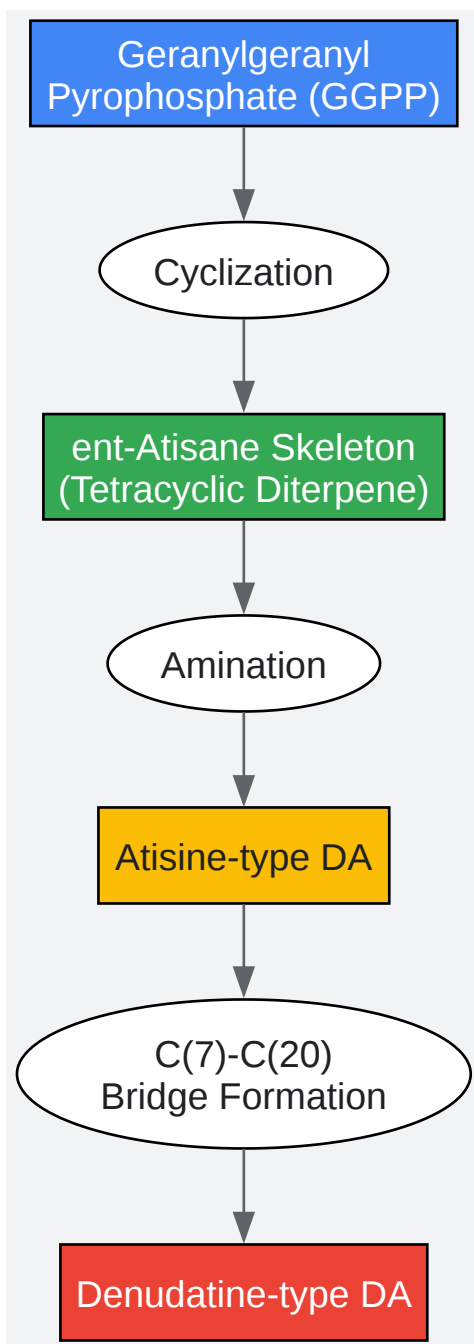 Geranylgeranyl
Pyrophosphate (GGPP)
Cyclization
ent-Atisane Skeleton
(Tetracyclic Diterpene)
Amination
Atisine-type DA
C(7)-C(20)
Bridge Formation
Denudatine-type DA